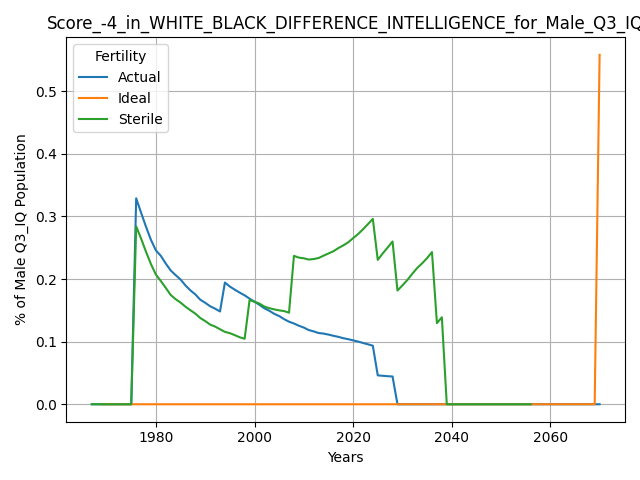 Score_-4_in_WHITE_BLACK_DIFFERENCE_INTELLIGENCE_for_Male_Q3_IQ
Fertility
Actual
Ideal
Sterile
% of Male Q3_IQ Population
0.5
0.4
0.3
0.2
0.1
0.0
1980 2000 2020 2040 2060
Years